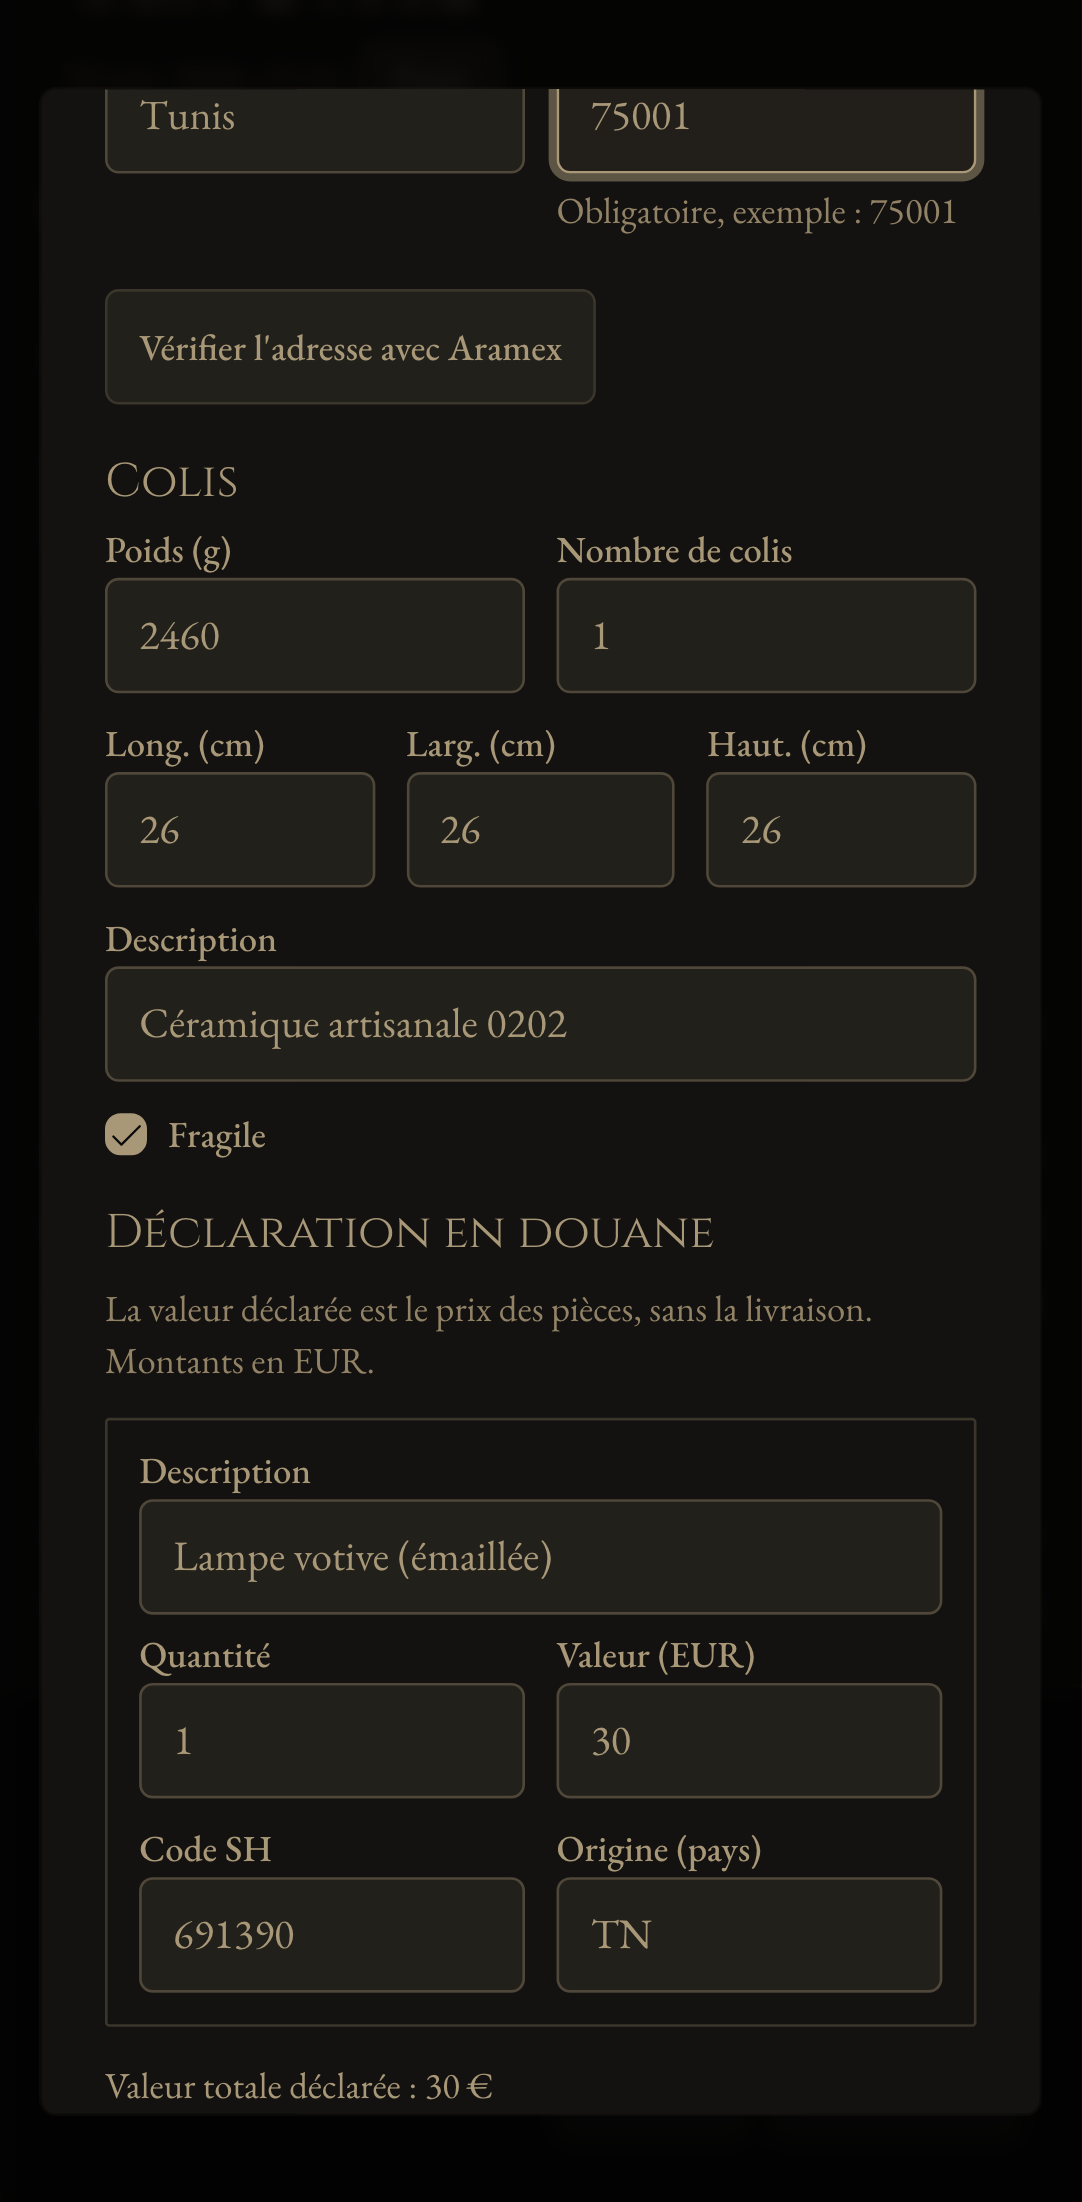 Tunis
75001
Obligatoire, exemple : 75001
Vérifier l'adresse avec Aramex
Colis
Poids (g)
Nombre de colis
2460
1
Long. (cm)
Larg. (cm)
Haut. (cm)
26
26
26
Description
Céramique artisanale 0202
Fragile
Déclaration en douane
La valeur déclarée est le prix des pièces, sans la livraison.
Montants en EUR.
Description
Lampe votive (émaillée)
Quantité
Valeur (EUR)
1
30
Code SH
Origine (pays)
691390
TN
Valeur totale déclarée : 30 €